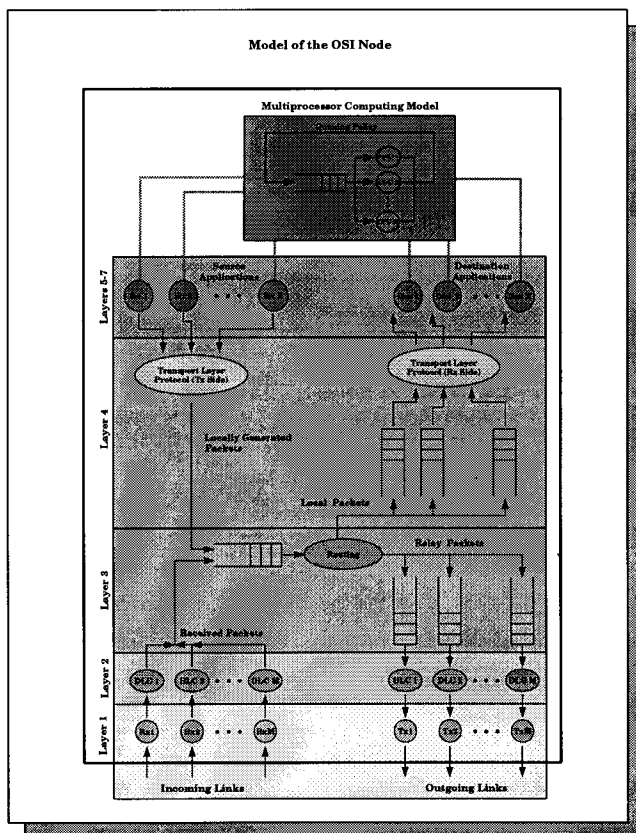 Model of the OSI Node
Multiprocessor Computing Model
Queuing Policy
Source
Applications
Destination
Applications
Layers 5-7
Transport Layer
Protocol (Tx Side)
Transport Layer
Protocol (Rx Side)
Layer 4
Locally Generated
Packets
Local Packets
Routing
Relay Packets
Layer 3
Received Packets
Layer 2
DLC 1
DLC 2
DLC M
DLC 1
DLC 2
DLC M
Layer 1
Rx1
Rx2
RxM
Tx1
Tx2
TxM
Incoming Links
Outgoing Links